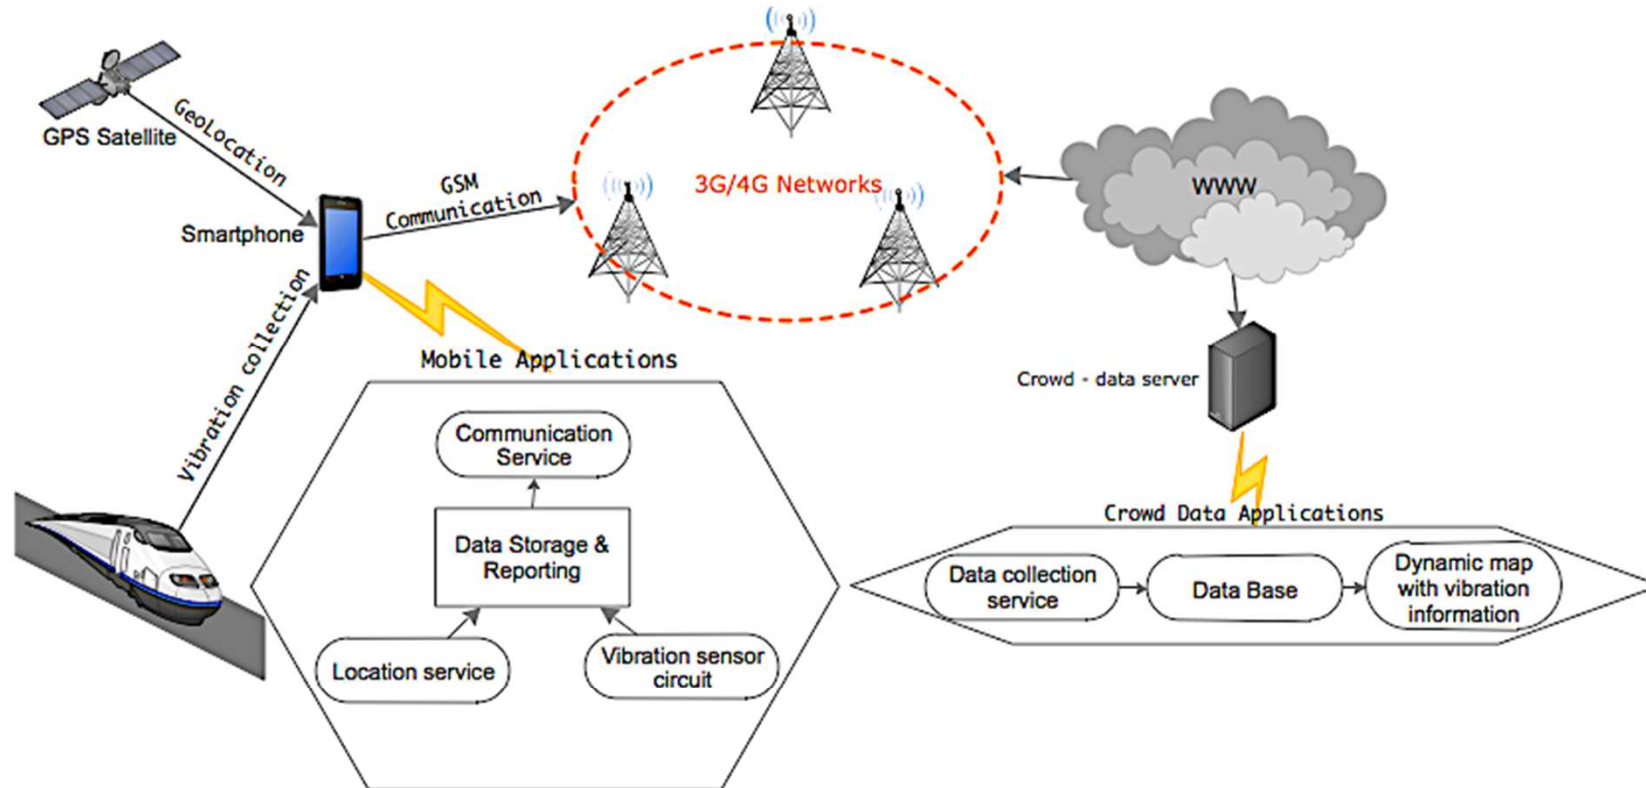 GPS Satellite
GeoLocation
Smartphone
GSM
Communication
3G/4G Networks
WWW
Vibration collection
Mobile Applications
Communication
Service
Data Storage &
Reporting
Location service
Vibration sensor
circuit
Crowd - data server
Crowd Data Applications
Data collection
service
Data Base
Dynamic map
with vibration
information